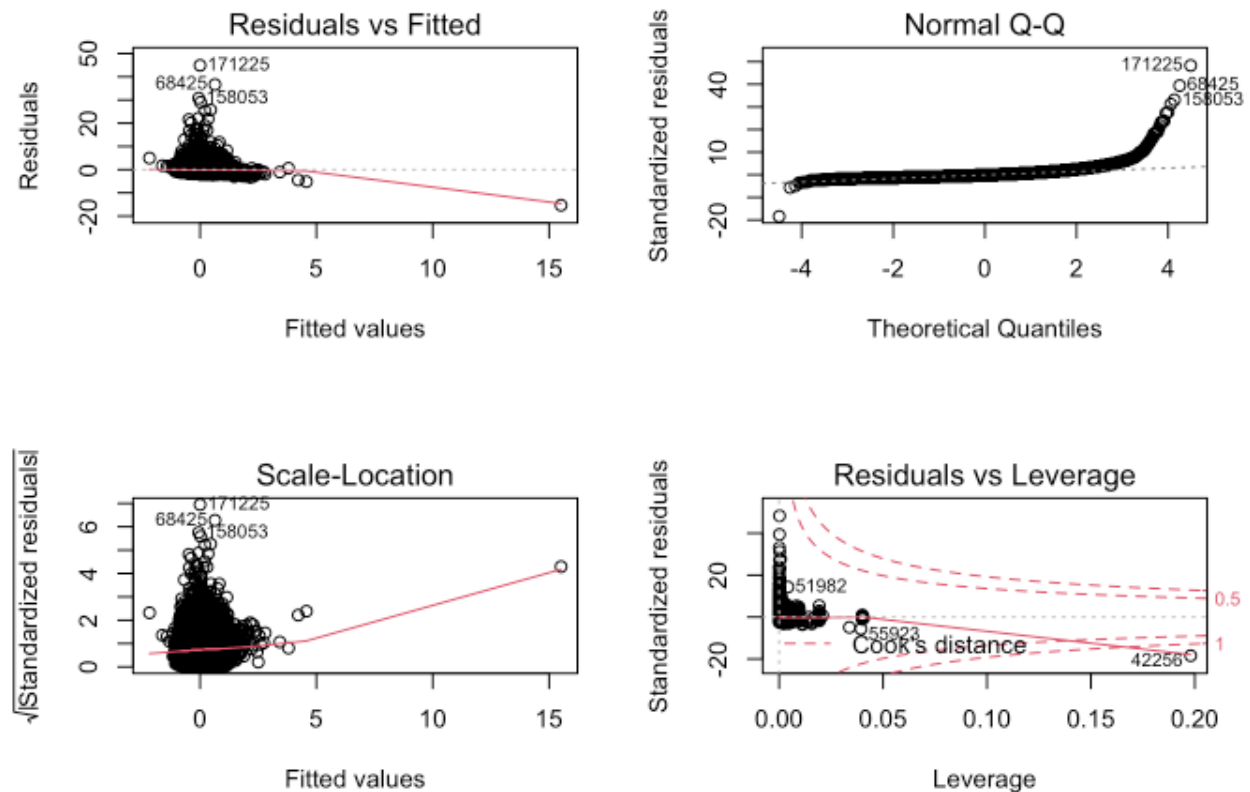 Residuals vs Fitted
Residuals
50
20
0
-20
171225
68425
158053
0 5 10 15
Fitted values
Normal Q-Q
Standardized residuals
40
10
-20
171225
68425
158053
-4 -2 0 2 4
Theoretical Quantiles
Scale-Location
√|Standardized residuals|
6
4
2
0
171225
68425
158053
0 5 10 15
Fitted values
Residuals vs Leverage
Standardized residuals
20
0
-20
51982
55923
Cook's distance
42256
0.5
1
0.00 0.05 0.10 0.15 0.20
Leverage